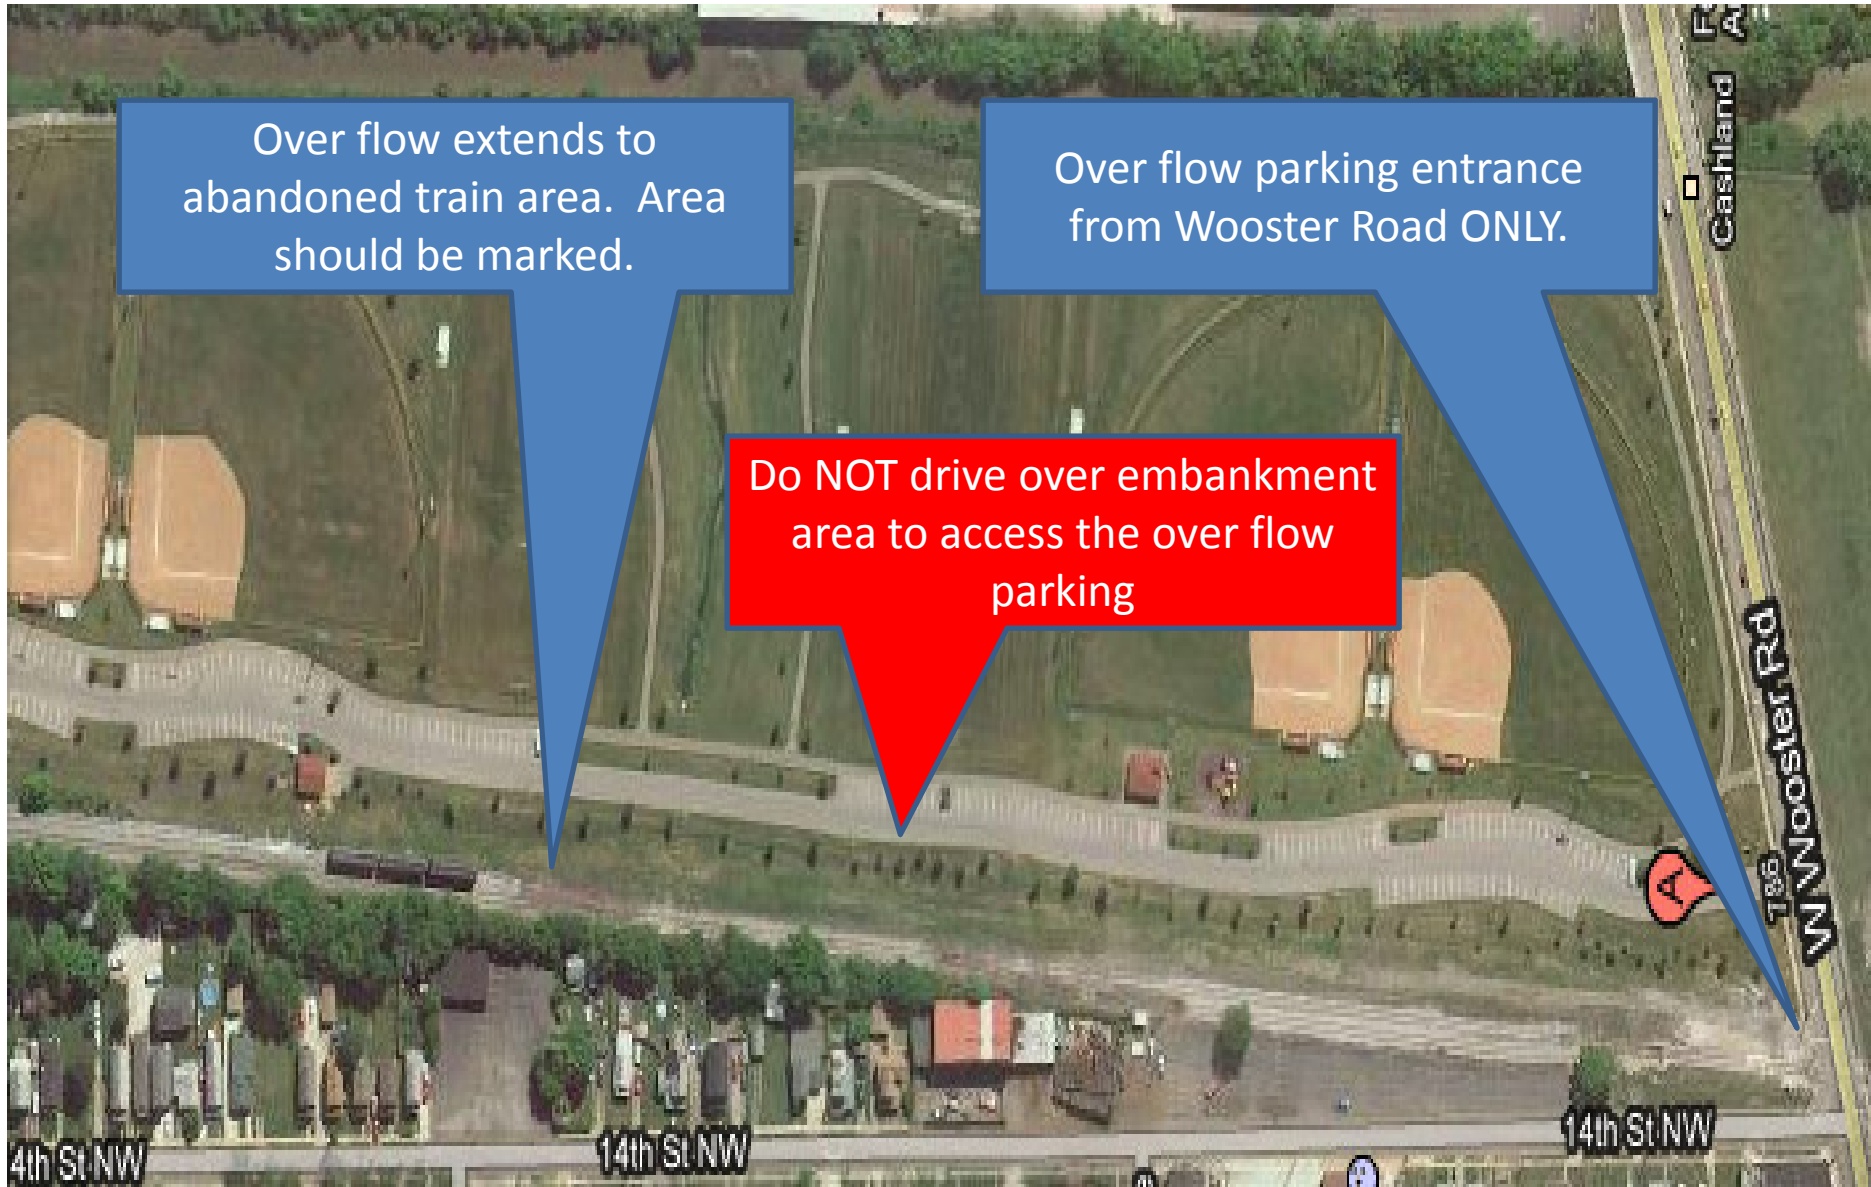 Over flow extends to
abandoned train area.  Area
should be marked.
Over flow parking entrance
from Wooster Road ONLY.
Do NOT drive over embankment
area to access the over flow
parking
Cashland
W Wooster Rd
786
A
4th St NW
14th St NW
14th St NW